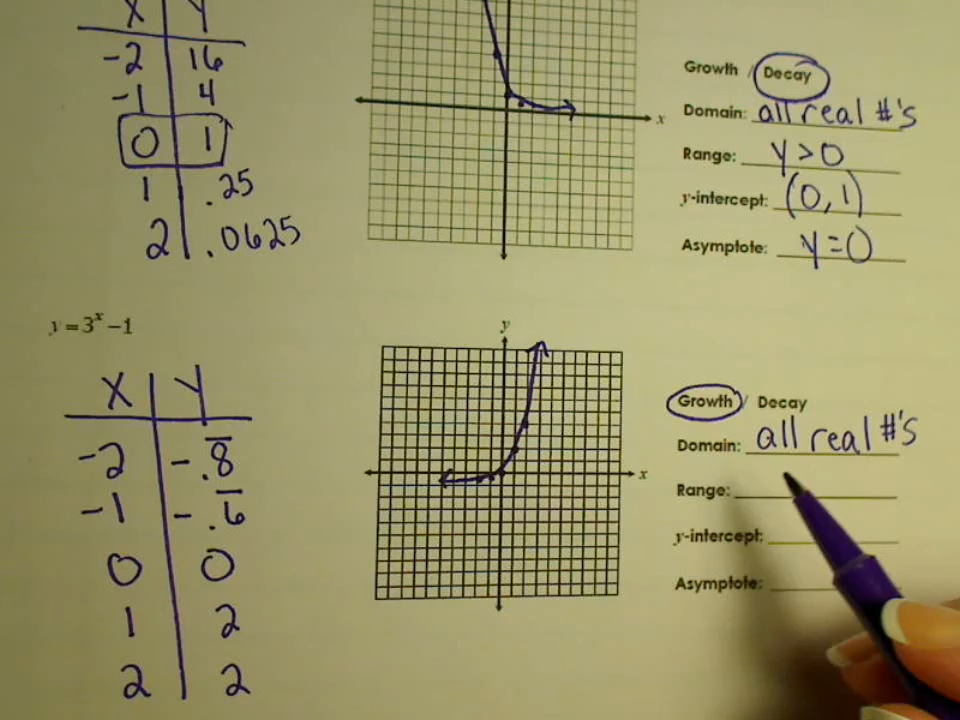 X Y
-2 16
-1 4
0 1
1 .25
2 .0625
x
Growth / Decay
Domain: all real #'s
Range: y>0
y-intercept: (0,1)
Asymptote: y=0
y = 3ˣ − 1
X Y
-2 -.8̅
-1 -.6̅
0 0
1 2
2 2
y
x
Growth / Decay
Domain: all real #'s
Range:
y-intercept:
Asymptote: